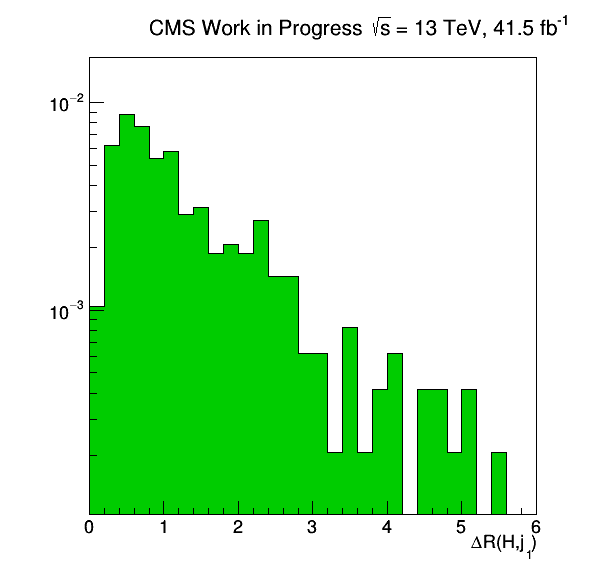 CMS Work in Progress √s = 13 TeV, 41.5 fb⁻¹
10⁻²
10⁻³
0 1 2 3 4 5 6
ΔR(H,j₁)